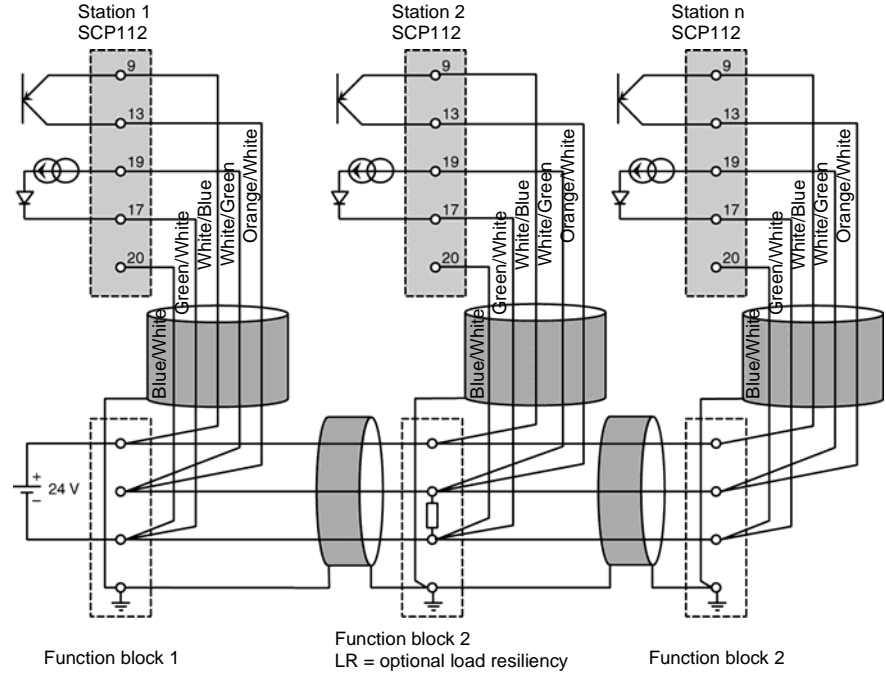 Station 1
SCP112
Station 2
SCP112
Station n
SCP112
9
13
19
17
20
9
13
19
17
20
9
13
19
17
20
Blue/White
Green/White
White/Blue
White/Green
Orange/White
Blue/White
Green/White
White/Blue
White/Green
Orange/White
Blue/White
Green/White
White/Blue
White/Green
Orange/White
+
24 V
−
Function block 1
Function block 2
LR = optional load resiliency
Function block 2